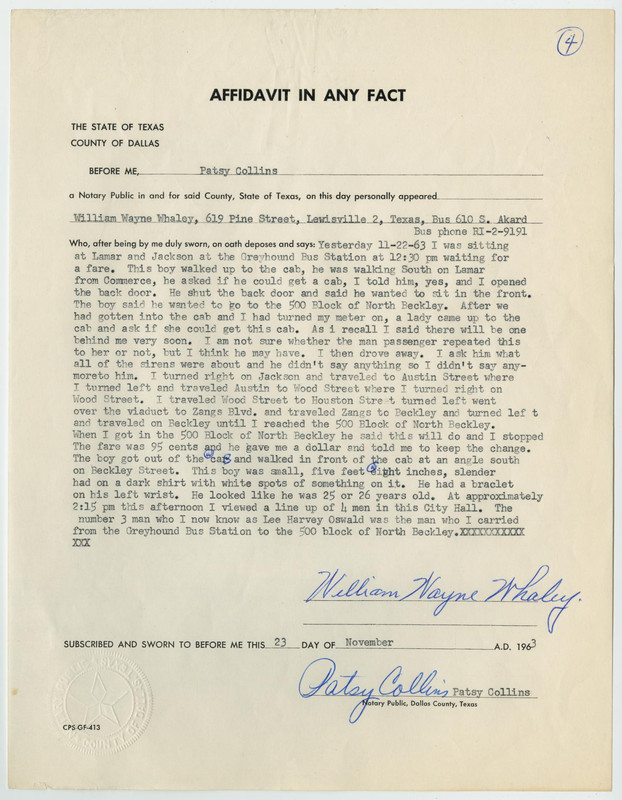 4
AFFIDAVIT IN ANY FACT
THE STATE OF TEXAS
COUNTY OF DALLAS
BEFORE ME, Patsy Collins
a Notary Public in and for said County, State of Texas, on this day personally appeared
William Wayne Whaley, 619 Pine Street, Lewisville 2, Texas, Bus 610 S. Akard
Bus phone RI-2-9191
Who, after being by me duly sworn, on oath deposes and says: Yesterday 11-22-63 I was sitting
at Lamar and Jackson at the Greyhound Bus Station at 12:30 pm waiting for
a fare. This boy walked up to the cab, he was walking South on Lamar
from Commerce, he asked if he could get a cab, I told him, yes, and I opened
the back door. He shut the back door and said he wanted to sit in the front.
The boy said he wanted to go to the 500 Block of North Beckley. After we
had gotten into the cab and I had turned my meter on, a lady came up to the
cab and ask if she could get this cab. As i recall I said there will be one
behind me very soon. I am not sure whether the man passenger repeated this
to her or not, but I think he may have. I then drove away. I ask him what
all of the sirens were about and he didn't say anything so I didn't say any-
moreto him. I turned right on Jackson and traveled to Austin Street where
I turned left and traveled Austin to Wood Street where I turned right on
Wood Street. I traveled Wood Street to Houston Street turned left went
over the viaduct to Zangs Blvd. and traveled Zangs to Beckley and turned left
and traveled on Beckley until I reached the 500 Block of North Beckley.
When I got in the 500 Block of North Beckley he said this will do and I stopped
The fare was 95 cents and he gave me a dollar and told me to keep the change.
The boy got out of the cab and walked in front of the cab at an angle south
on Beckley Street. This boy was small, five feet eight inches, slender
had on a dark shirt with white spots of something on it. He had a braclet
on his left wrist. He looked like he was 25 or 26 years old. At approximately
2:15 pm this afternoon I viewed a line up of 4 men in this City Hall. The
number 3 man who I now know as Lee Harvey Oswald was the man who I carried
from the Greyhound Bus Station to the 500 block of North Beckley.XXXXXXXXXXX
XXX
William Wayne Whaley.
SUBSCRIBED AND SWORN TO BEFORE ME THIS 23 DAY OF November A.D. 1963
Patsy Collins Patsy Collins
Notary Public, Dallas County, Texas
CPS-GF-413